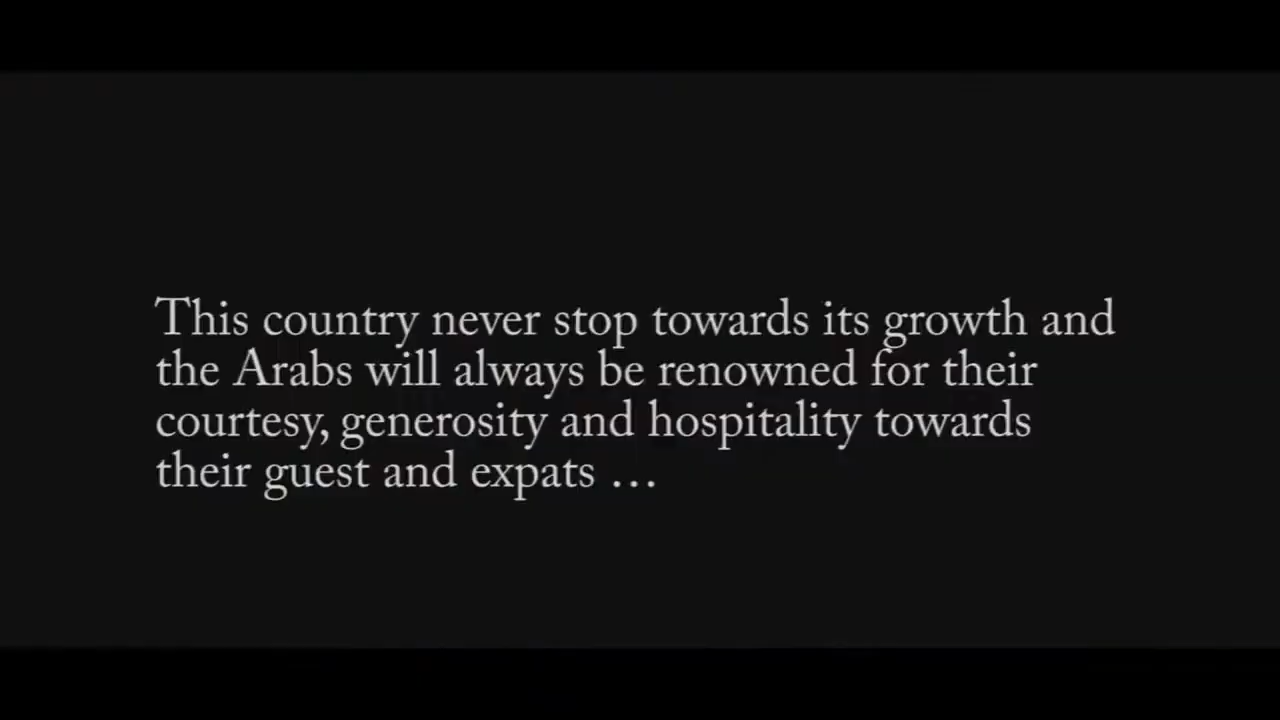 This country never stop towards its growth and
the Arabs will always be renowned for their
courtesy, generosity and hospitality towards
their guest and expats …